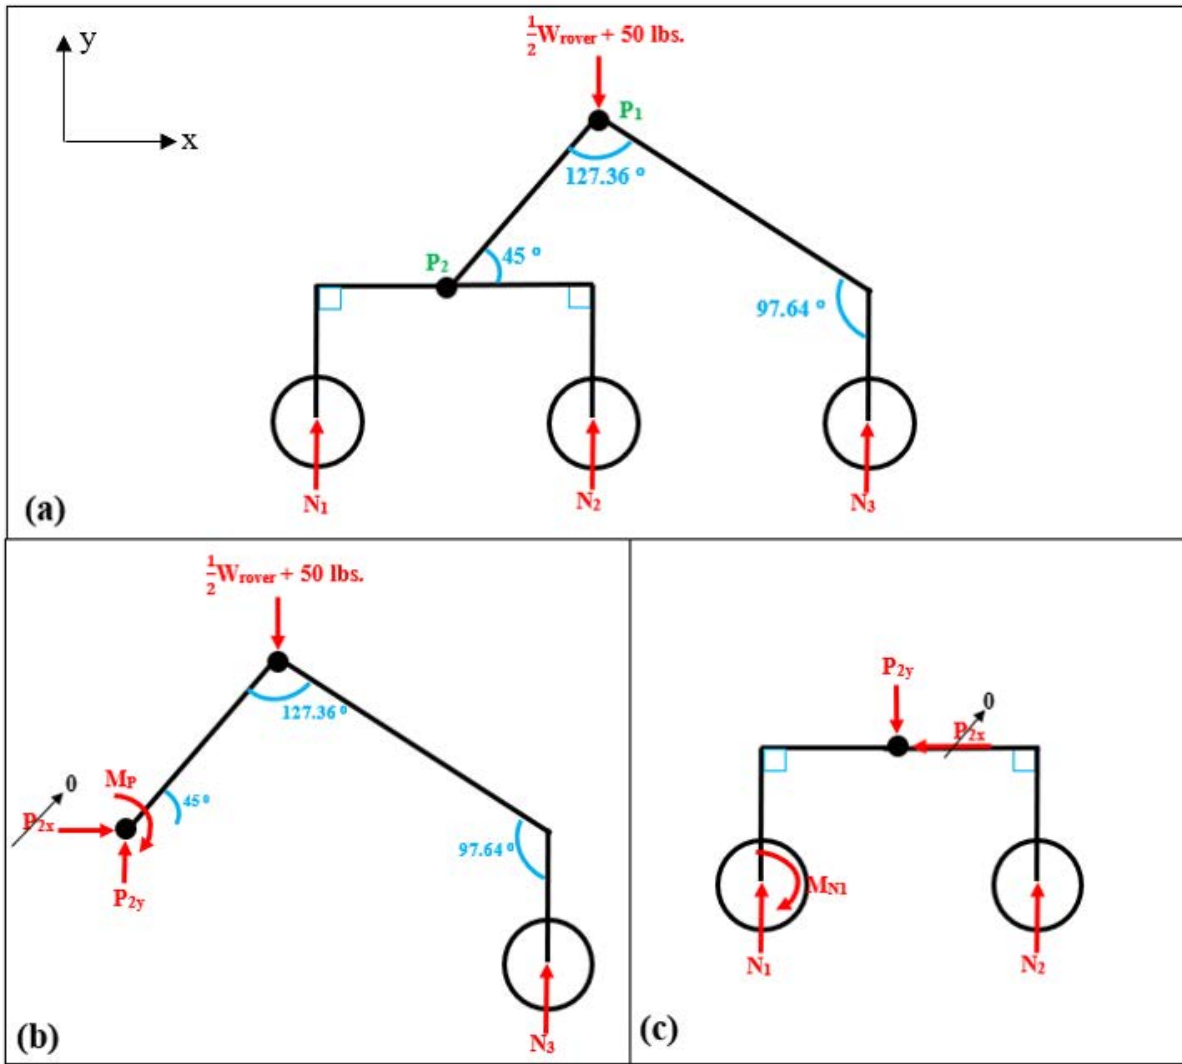 y
x
½Wrover + 50 lbs.
P₁
127.36 °
P₂
45 °
97.64 °
N₁
N₂
N₃
(a)
½Wrover + 50 lbs.
127.36 °
0
MP
45 °
P₂ₓ
97.64 °
P₂y
N₃
(b)
P₂y
0
P₂ₓ
MN1
N₁
N₂
(c)